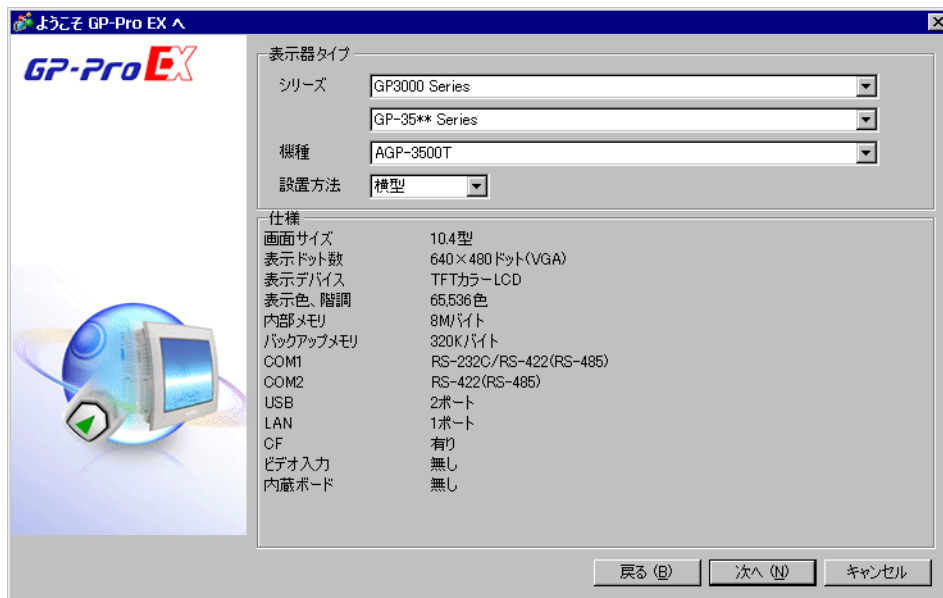 ようこそ GP-Pro EX へ
GP-Pro EX
表示器タイプ
シリーズ GP3000 Series
GP-35** Series
機種 AGP-3500T
設置方法 横型
仕様
画面サイズ 10.4型
表示ドット数 640×480ドット(VGA)
表示デバイス TFTカラーLCD
表示色、階調 65,536色
内部メモリ 8Mバイト
バックアップメモリ 320Kバイト
COM1 RS-232C/RS-422(RS-485)
COM2 RS-422(RS-485)
USB 2ポート
LAN 1ポート
CF 有り
ビデオ入力 無し
内蔵ボード 無し
戻る (B) 次へ (N) キャンセル